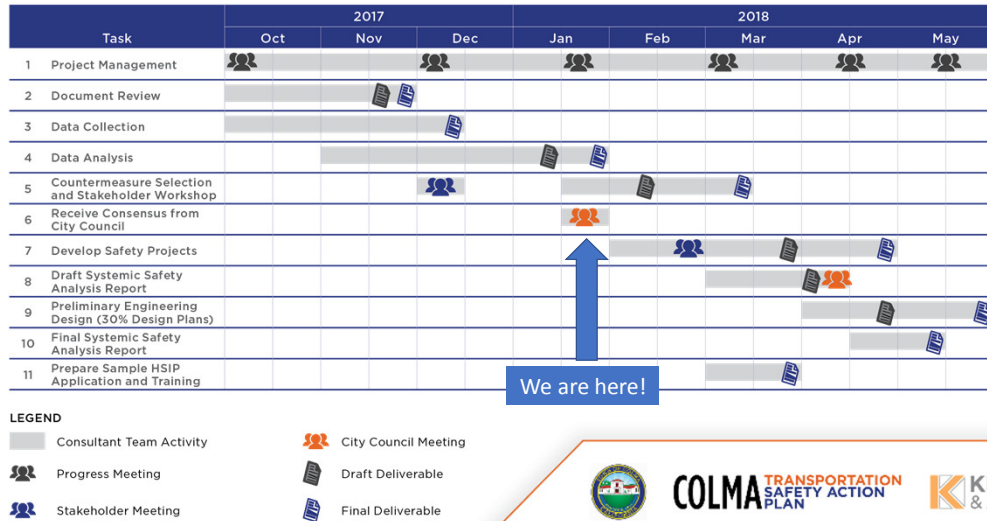 2017 2018
Task Oct Nov Dec Jan Feb Mar Apr May
1 Project Management
2 Document Review
3 Data Collection
4 Data Analysis
5 Countermeasure Selection
and Stakeholder Workshop
6 Receive Consensus from
City Council
7 Develop Safety Projects
8 Draft Systemic Safety
Analysis Report
9 Preliminary Engineering
Design (30% Design Plans)
10 Final Systemic Safety
Analysis Report
11 Prepare Sample HSIP
Application and Training
We are here!
LEGEND
Consultant Team Activity
City Council Meeting
Progress Meeting
Draft Deliverable
Stakeholder Meeting
Final Deliverable
COLMA TRANSPORTATION
SAFETY ACTION
PLAN
K
&